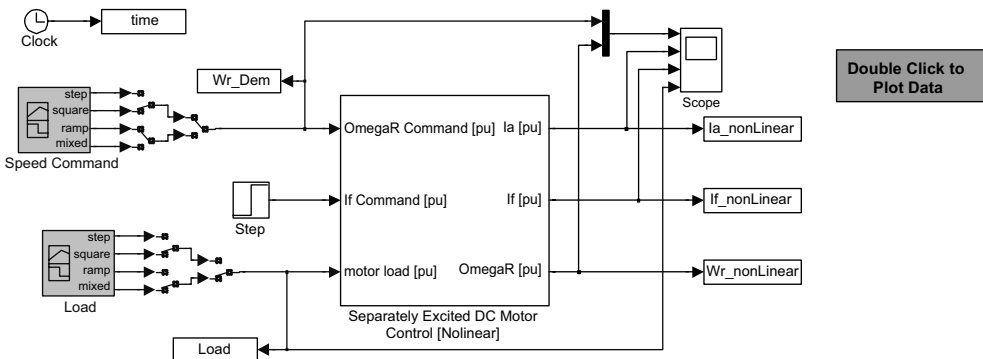 time
Clock
Wr_Dem
Scope
Double Click to
Plot Data
step
square
ramp
mixed
Speed Command
OmegaR Command [pu]
Ia [pu]
Ia_nonLinear
If Command [pu]
If [pu]
If_nonLinear
Step
step
square
ramp
mixed
Load
motor load [pu]
OmegaR [pu]
Wr_nonLinear
Separately Excited DC Motor
Control [Nolinear]
Load